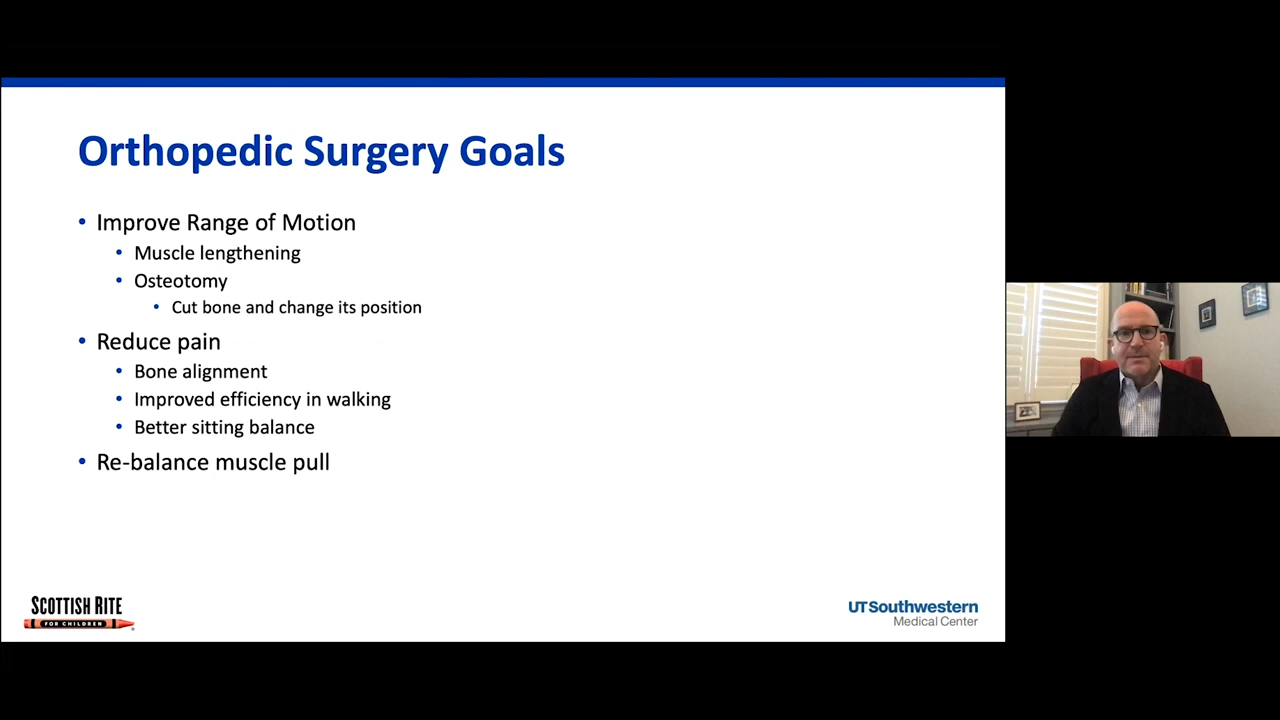 Orthopedic Surgery Goals
• Improve Range of Motion
• Muscle lengthening
• Osteotomy
• Cut bone and change its position
• Reduce pain
• Bone alignment
• Improved efficiency in walking
• Better sitting balance
• Re-balance muscle pull
SCOTTISH RITE
FOR CHILDREN
UTSouthwestern
Medical Center